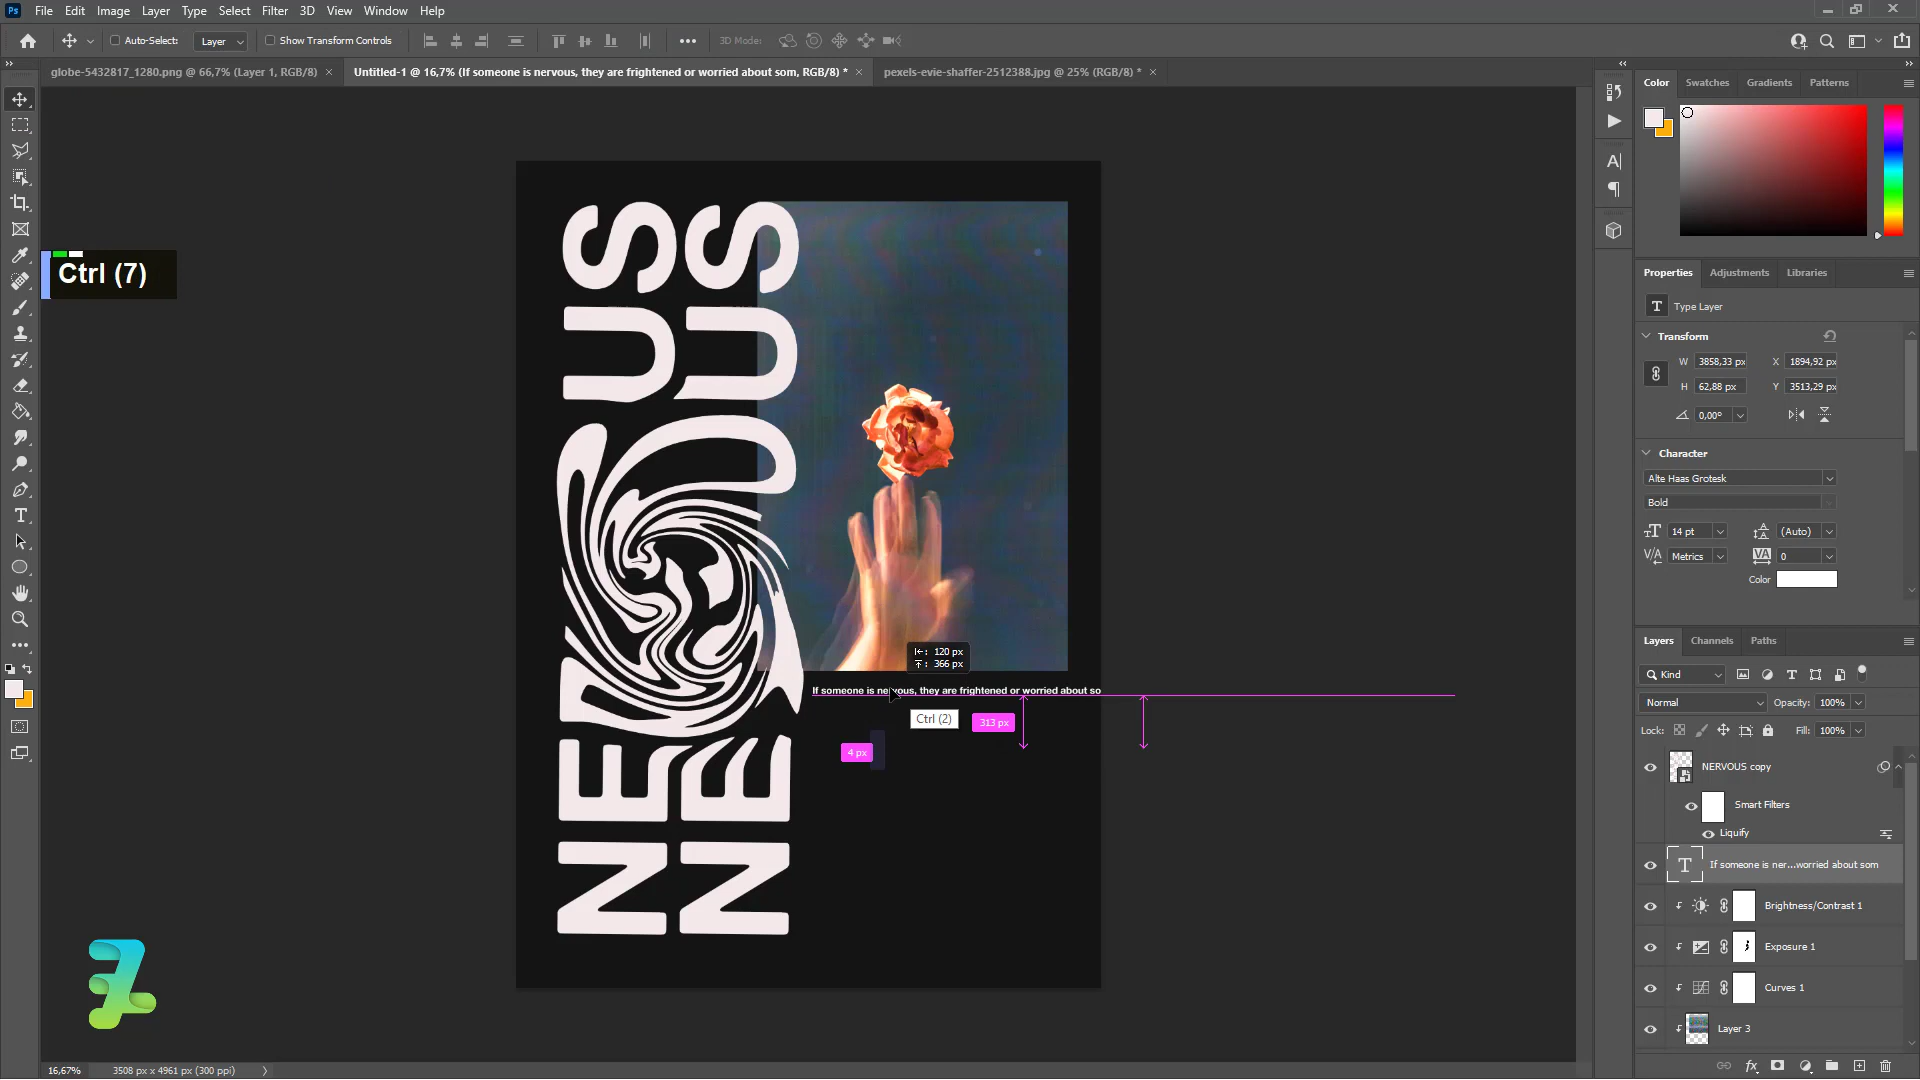 Ps File Edit Image Layer Type Select Filter 3D View Window Help
Auto-Select: Layer Show Transform Controls 3D Mode:
globe-5432817_1280.png @ 66,7% (Layer 1, RGB/8) × Untitled-1 @ 16,7% (If someone is nervous, they are frightened or worried about som, RGB/8) * × pexels-evie-shaffer-2512388.jpg @ 25% (RGB/8) * ×
Ctrl (7)
NERVOUS
NERVOUS
120 px
366 px
If someone is nervous, they are frightened or worried about so
Ctrl (2)
313 px
4 px
16,67% 3508 px x 4961 px (300 ppi)
Color Swatches Gradients Patterns
Properties Adjustments Libraries
T Type Layer
Transform
W 3858,33 px X 1894,92 px
H 62,88 px Y 3513,29 px
0,00°
Character
Alte Haas Grotesk
Bold
14 pt (Auto)
Metrics 0
Color
Layers Channels Paths
Kind
Normal Opacity: 100%
Lock: Fill: 100%
NERVOUS copy
Smart Filters
Liquify
T If someone is ner...worried about som
Brightness/Contrast 1
Exposure 1
Curves 1
Layer 3